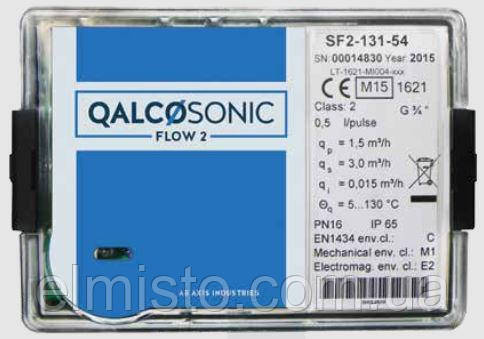 QALCOSONIC
FLOW 2
AB AXIS INDUSTRIES
SF2-131-54
SN: 00014830 Year: 2015
LT-1621-MI004-xxx
CE M15 1621
Class: 2 G ¾"
0,5 l/pulse
qp = 1,5 m³/h
qs = 3,0 m³/h
qi = 0,015 m³/h
Θq = 5...130 °C
PN16 IP 65
EN1434 env.cl.: C
Mechanical env. cl.: M1
Electromag. env. cl.: E2
elmisto.com.ua